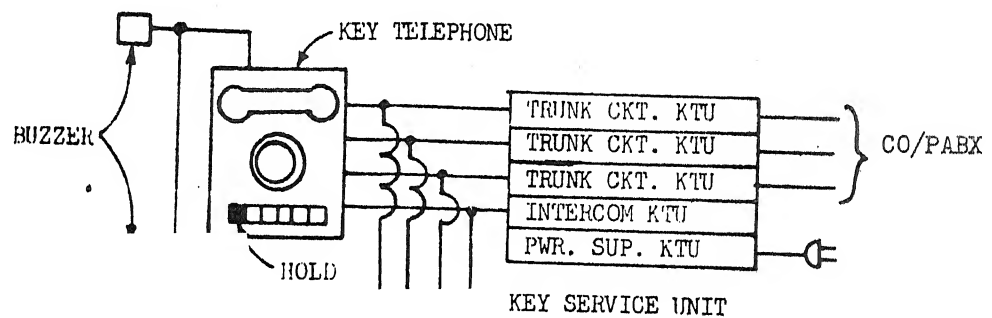 KEY TELEPHONE
BUZZER
TRUNK CKT. KTU
TRUNK CKT. KTU
TRUNK CKT. KTU
INTERCOM KTU
PWR. SUP. KTU
CO/PABX
HOLD
KEY SERVICE UNIT